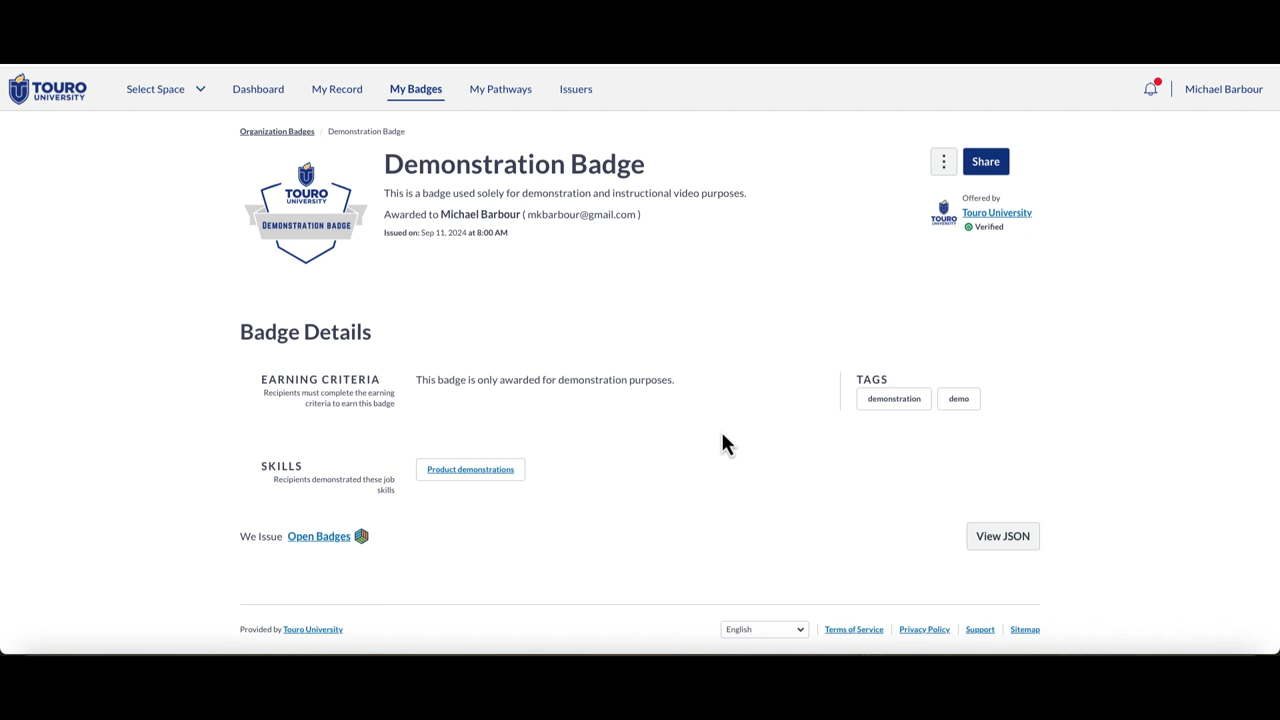 TOURO
UNIVERSITY
Select Space
Dashboard
My Record
My Badges
My Pathways
Issuers
Michael Barbour
Organization Badges / Demonstration Badge
TOURO
UNIVERSITY
DEMONSTRATION BADGE
Demonstration Badge
This is a badge used solely for demonstration and instructional video purposes.
Awarded to Michael Barbour ( mkbarbour@gmail.com )
Issued on: Sep 11, 2024 at 8:00 AM
Share
TOURO
UNIVERSITY
Offered by
Touro University
Verified
Badge Details
EARNING CRITERIA
Recipients must complete the earning
criteria to earn this badge
This badge is only awarded for demonstration purposes.
TAGS
demonstration
demo
SKILLS
Recipients demonstrated these job
skills
Product demonstrations
We Issue Open Badges
View JSON
Provided by Touro University
English
Terms of Service
Privacy Policy
Support
Sitemap